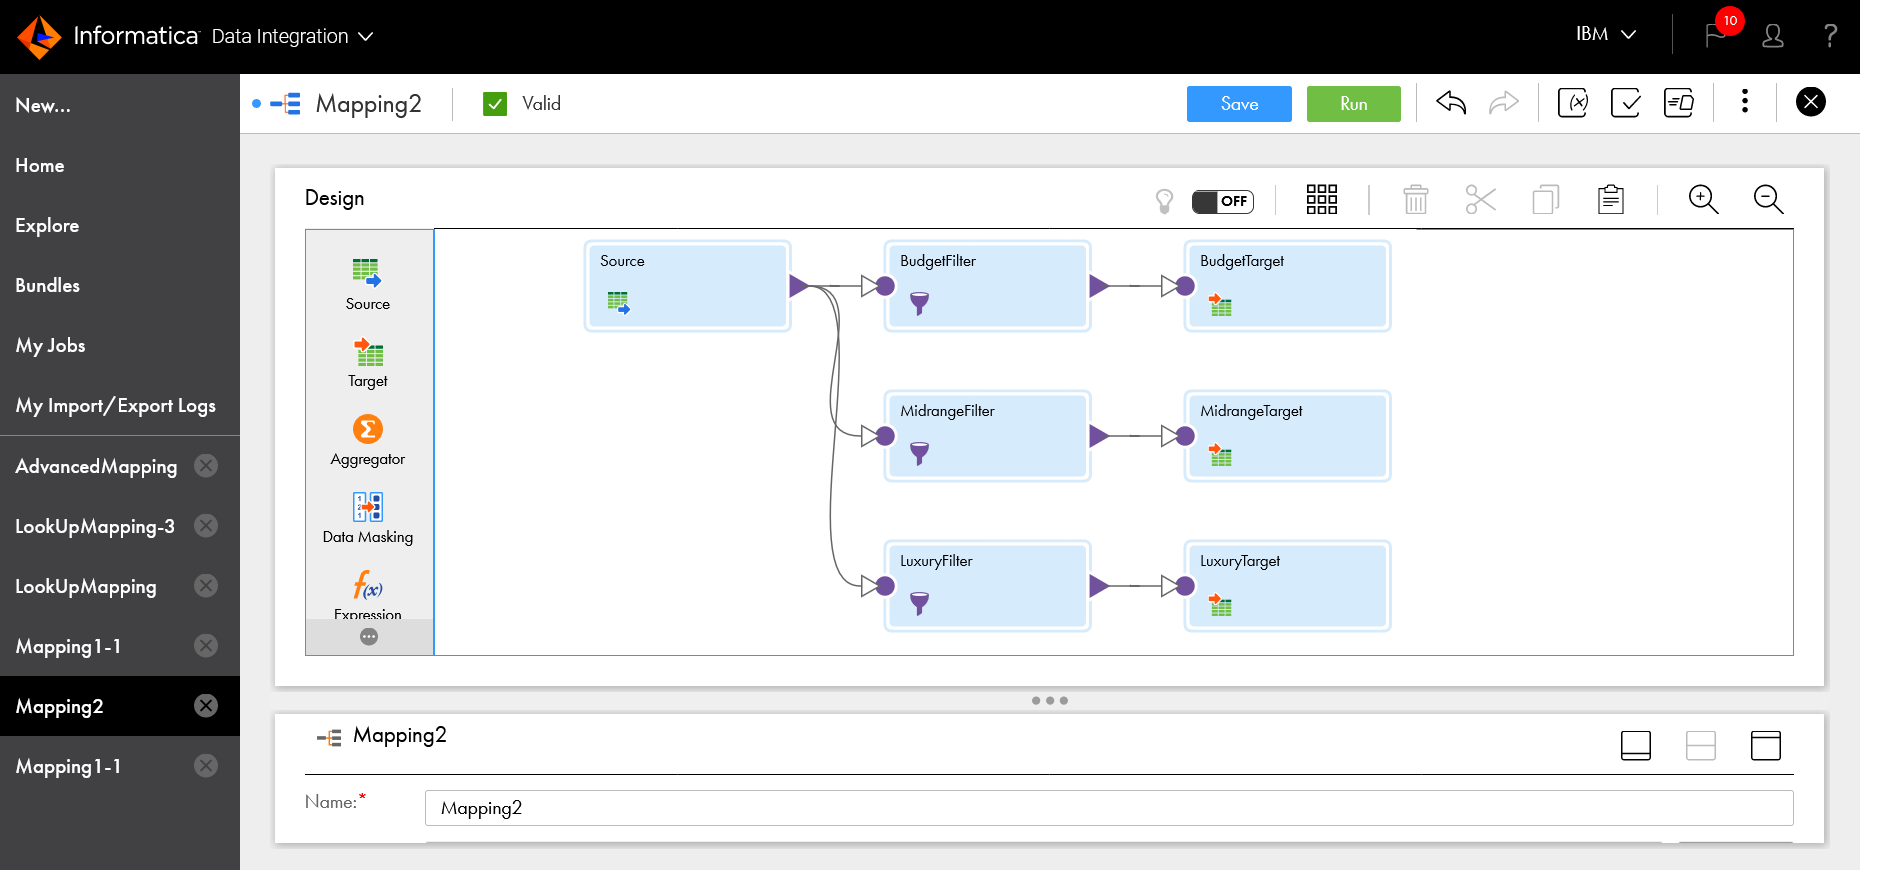 Informatica Data Integration
IBM
10
?
New...
Home
Explore
Bundles
My Jobs
My Import/Export Logs
AdvancedMapping
LookUpMapping-3
LookUpMapping
Mapping1-1
Mapping2
Mapping1-1
Mapping2
Valid
Save
Run
Design
OFF
Source
Target
Aggregator
Data Masking
Expression
Source
BudgetFilter
BudgetTarget
MidrangeFilter
MidrangeTarget
LuxuryFilter
LuxuryTarget
Mapping2
Name:*
Mapping2